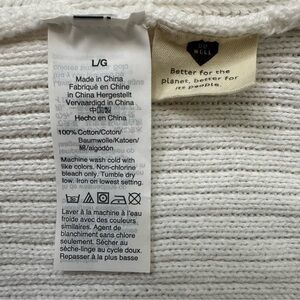 L/G
Made in China
Fabriqué en Chine
in China Hergestellt
Vervaardigd in China
中国製
Hecho en China
100%Cotton/Coton/
Baumwolle/Katoen/
綿/algodón
Machine wash cold with
like colors. Non-chlorine
bleach only. Tumble dry
low. Iron on lowest setting.
Laver à la machine à l'eau
froide avec des couleurs
similaires. Agent de
blanchiment sans chlore
seulement. Sécher au
sèche-linge au cycle doux.
Repasser à la plus basse
DO
WELL
Better for the
planet, better for
its people.